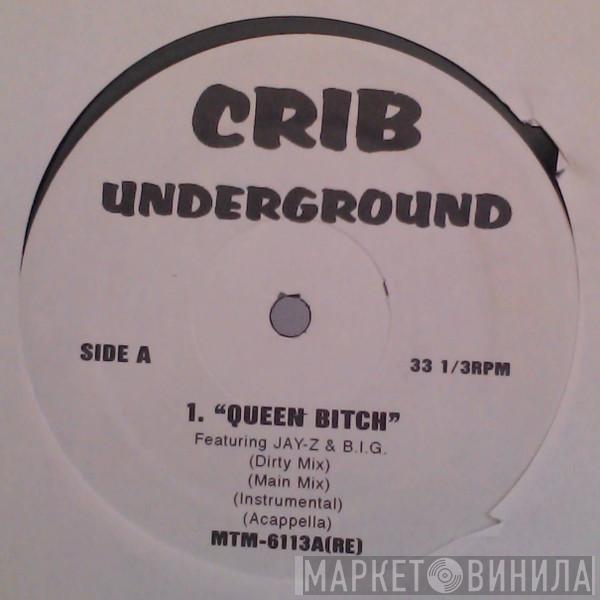 CRIB
UNDERGROUND
SIDE A
33 1/3RPM
1. “QUEEN BITCH”
Featuring JAY-Z & B.I.G.
(Dirty Mix)
(Main Mix)
(Instrumental)
(Acappella)
MTM-6113A(RE)
МАРКЕТ ВИНИЛА